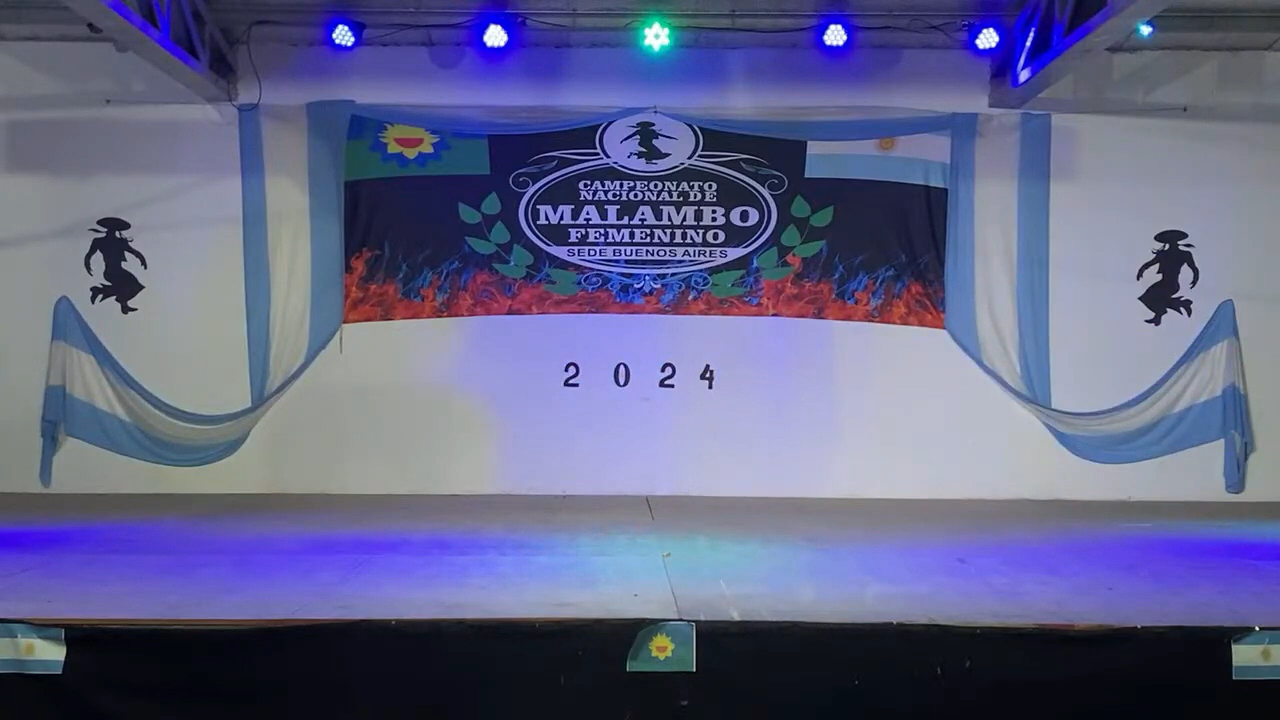 CAMPEONATO
NACIONAL DE
MALAMBO
FEMENINO
SEDE BUENOS AIRES
2024